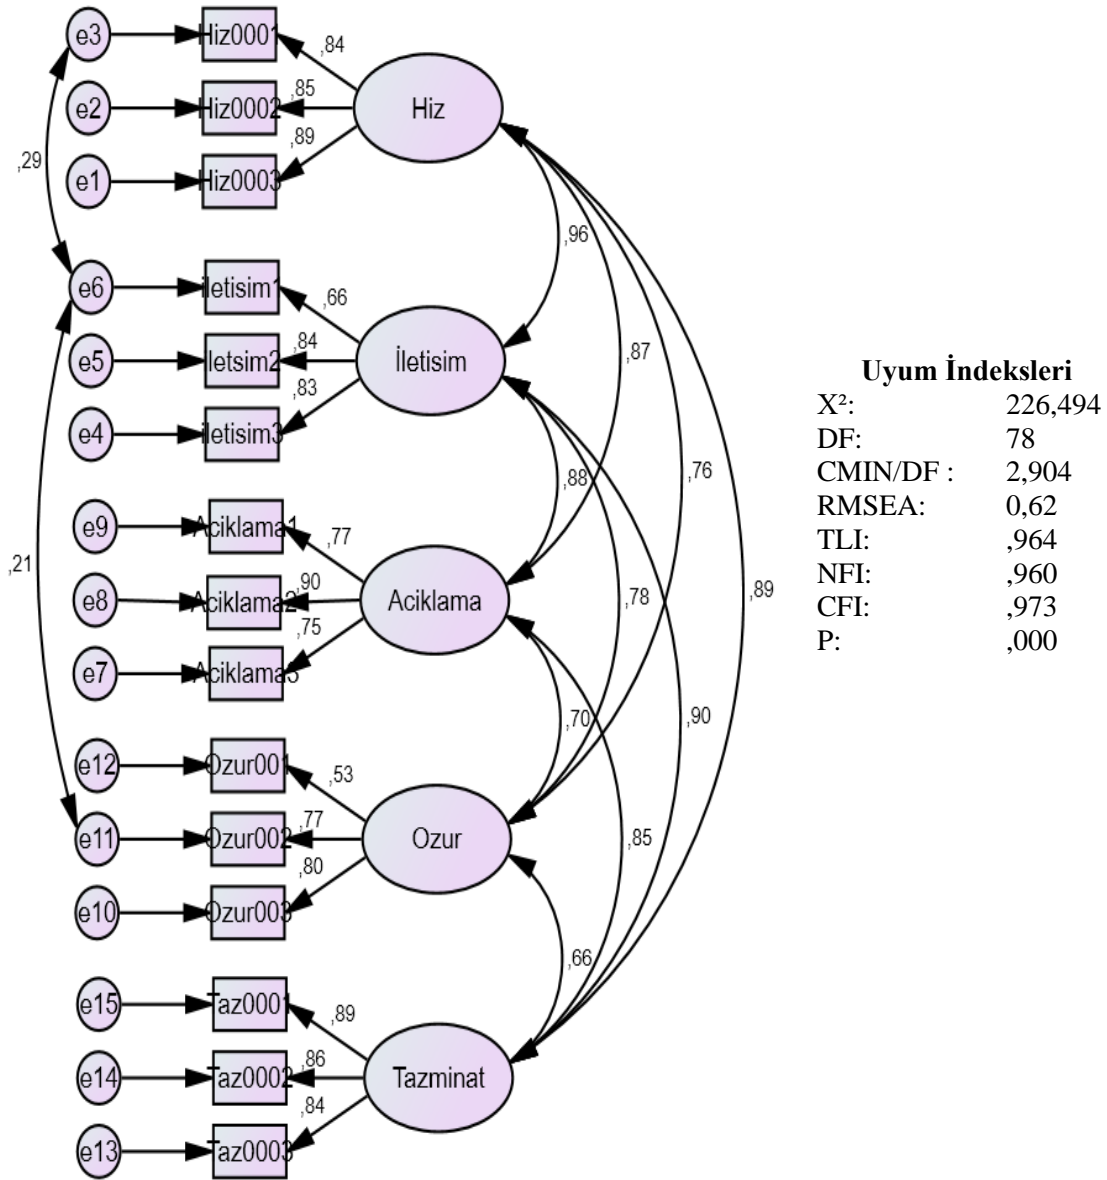 e3
Hiz0001
,84
e2
Hiz0002
,85
Hiz
e1
Hiz0003
,89
,29
,96
e6
iletisim1
,66
e5
iletsim2
,84
İletisim
e4
iletisim3
,83
,87
,88
,76
e9
Aciklama1
,77
e8
Aciklama2
,90
Aciklama
e7
Aciklama3
,75
,21
,78
,89
,70
,90
e12
Ozur001
,53
e11
Ozur002
,77
Ozur
e10
Ozur003
,80
,85
,66
e15
Taz0001
,89
e14
Taz0002
,86
Tazminat
e13
Taz0003
,84
Uyum İndeksleri
X²: 226,494
DF: 78
CMIN/DF : 2,904
RMSEA: 0,62
TLI: ,964
NFI: ,960
CFI: ,973
P: ,000